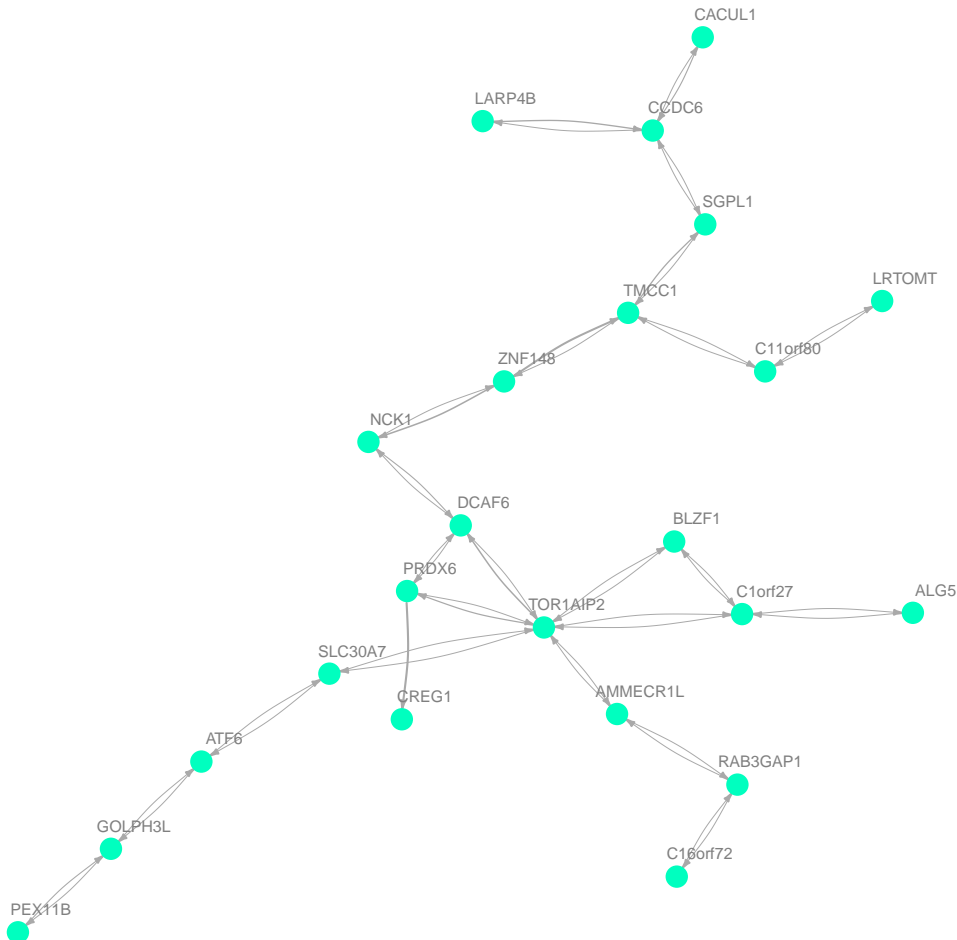 CACUL1
LARP4B
CCDC6
SGPL1
LRTOMT
TMCC1
C11orf80
ZNF148
NCK1
DCAF6
BLZF1
PRDX6
C1orf27
ALG5
TOR1AIP2
SLC30A7
CREG1
AMMECR1L
ATF6
RAB3GAP1
GOLPH3L
C16orf72
PEX11B